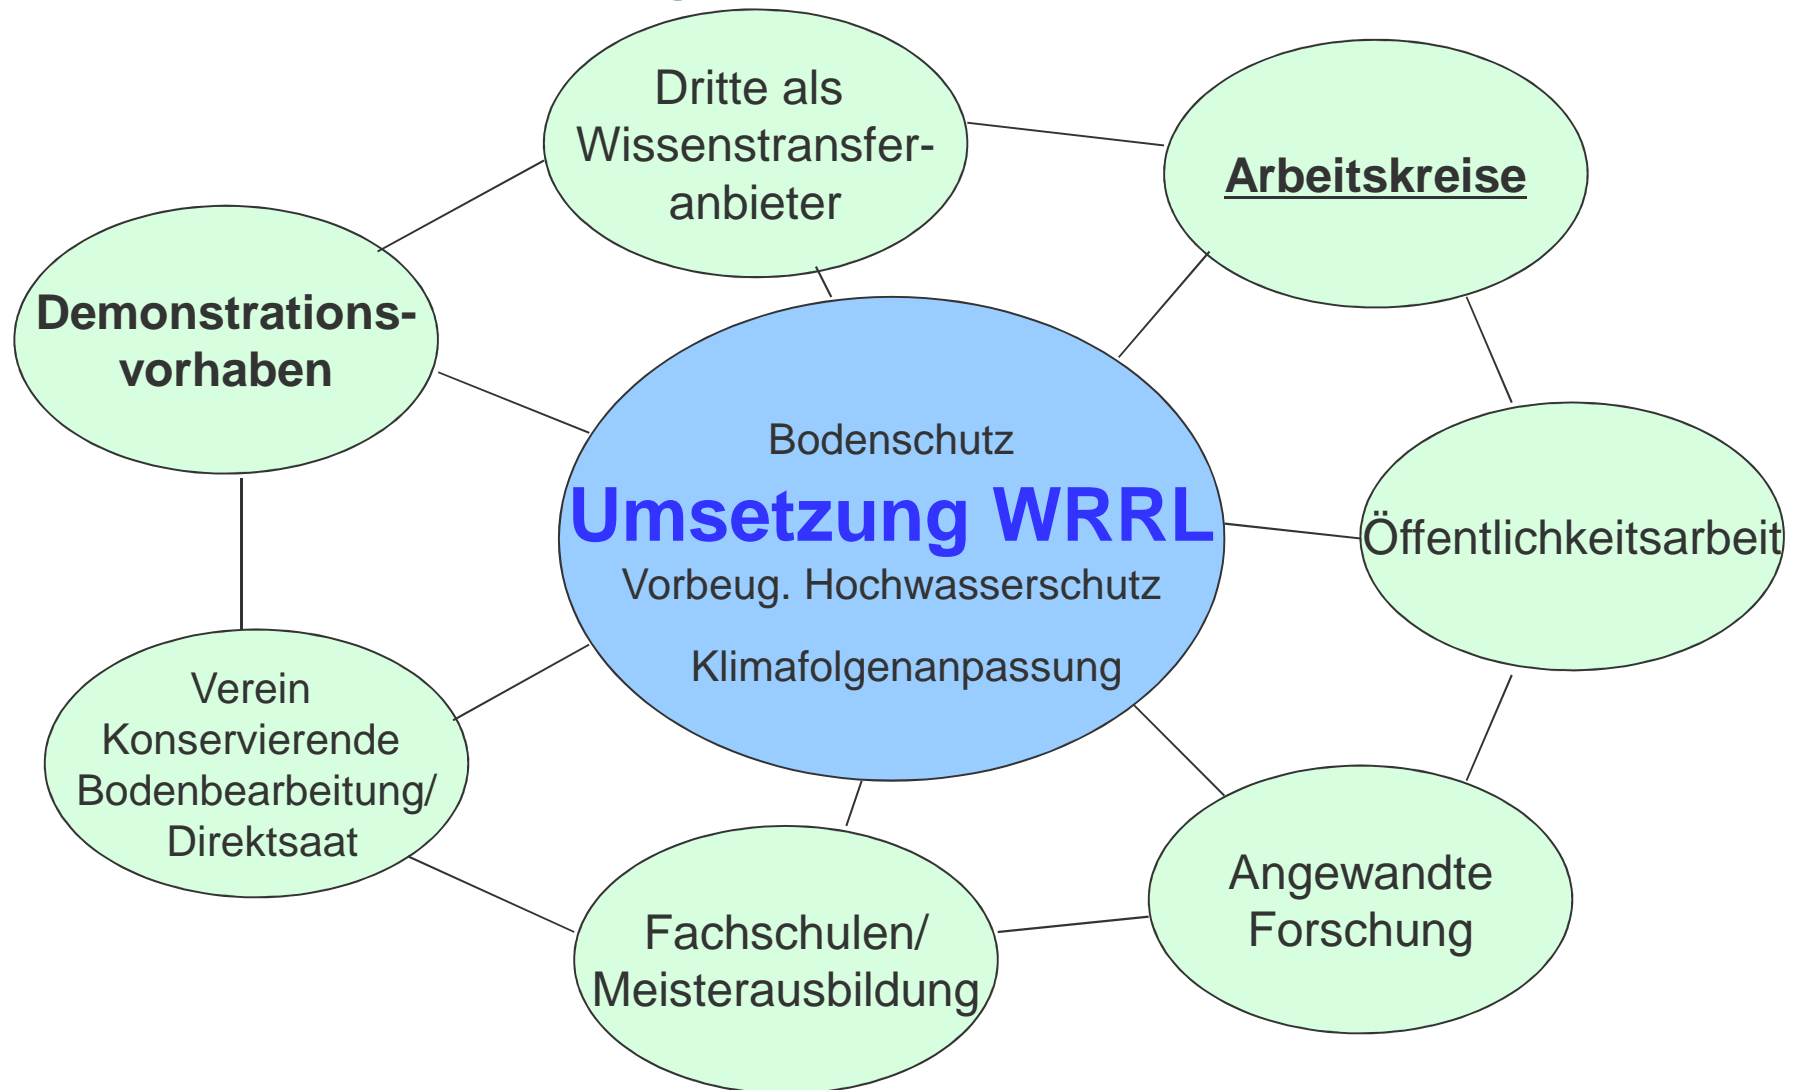 Dritte als
Wissenstransfer-
anbieter
Arbeitskreise
Demonstrations-
vorhaben
Bodenschutz
Umsetzung WRRL
Vorbeug. Hochwasserschutz
Klimafolgenanpassung
Öffentlichkeitsarbeit
Verein
Konservierende
Bodenbearbeitung/
Direktsaat
Fachschulen/
Meisterausbildung
Angewandte
Forschung